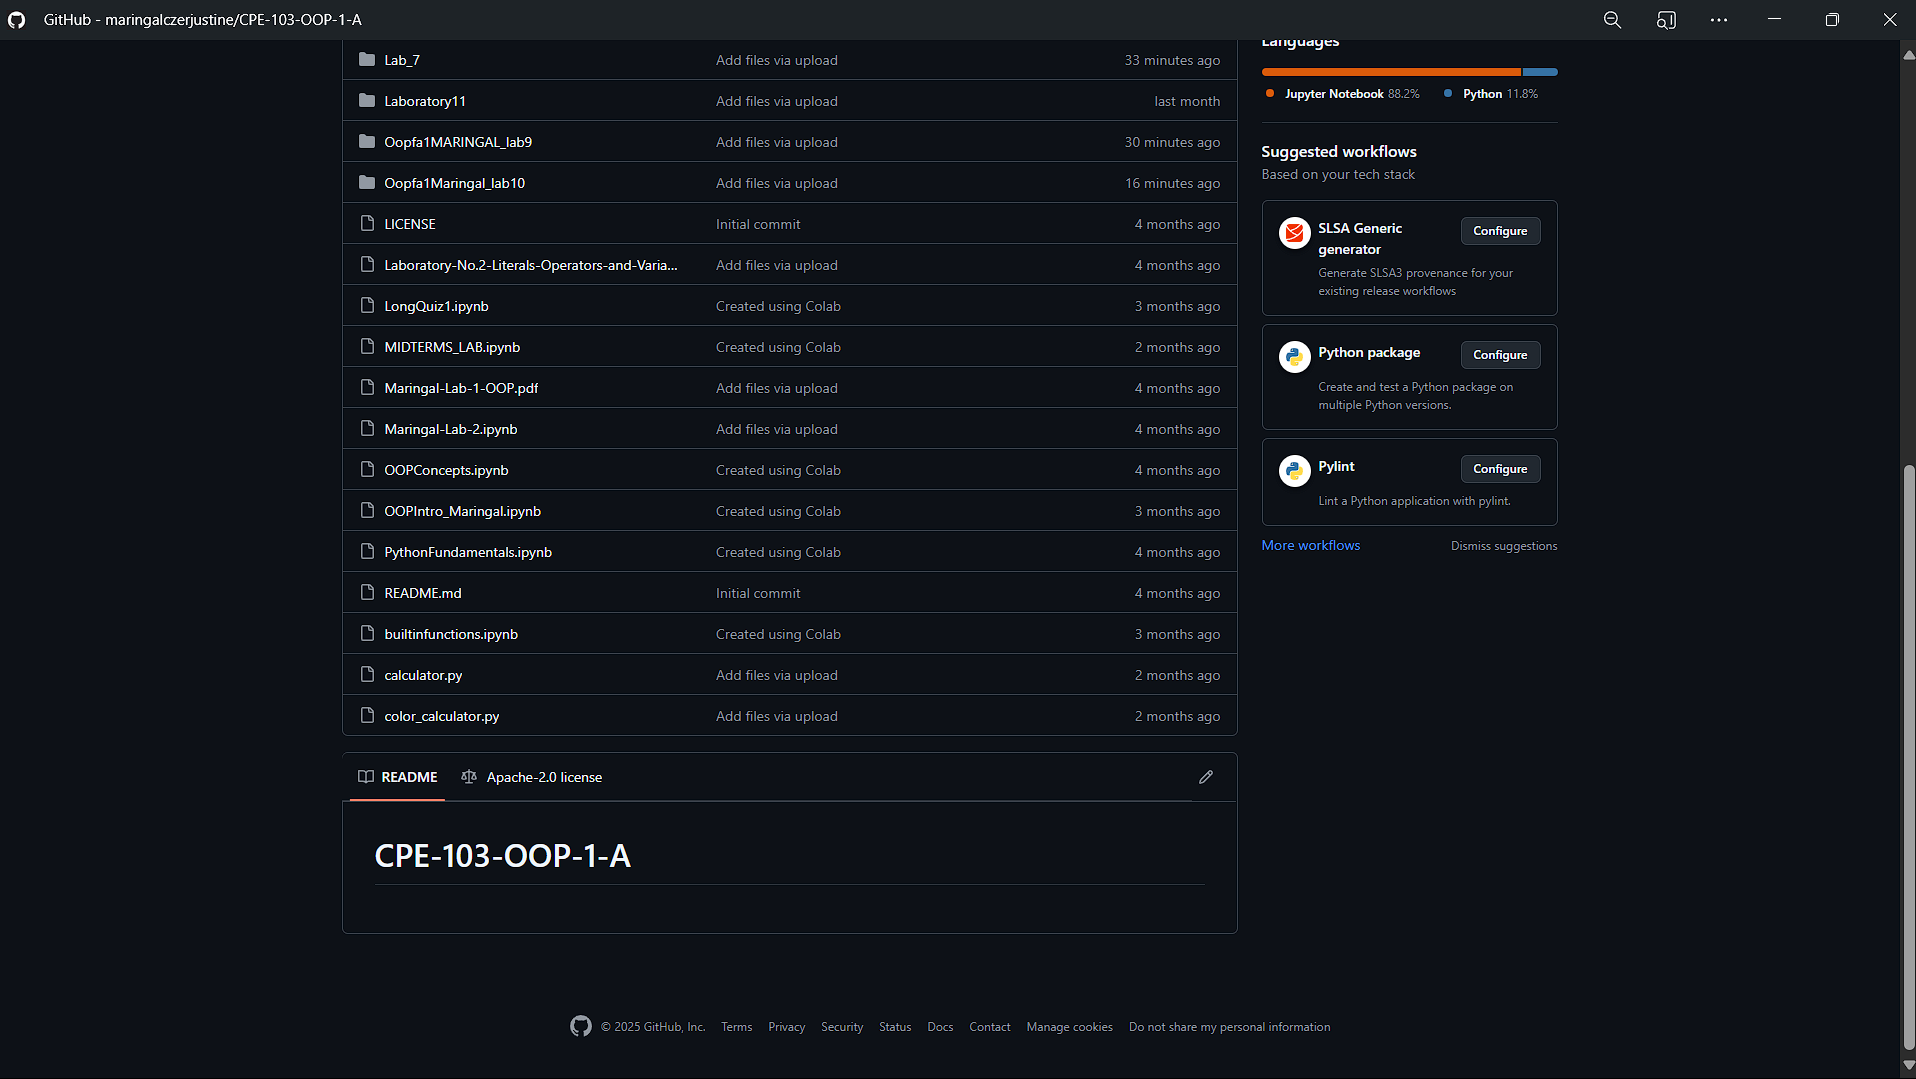 GitHub - maringalczerjustine/CPE-103-OOP-1-A
Lab_7 Add files via upload 33 minutes ago
Laboratory11 Add files via upload last month
Oopfa1MARINGAL_lab9 Add files via upload 30 minutes ago
Oopfa1Maringal_lab10 Add files via upload 16 minutes ago
LICENSE Initial commit 4 months ago
Laboratory-No.2-Literals-Operators-and-Varia... Add files via upload 4 months ago
LongQuiz1.ipynb Created using Colab 3 months ago
MIDTERMS_LAB.ipynb Created using Colab 2 months ago
Maringal-Lab-1-OOP.pdf Add files via upload 4 months ago
Maringal-Lab-2.ipynb Add files via upload 4 months ago
OOPConcepts.ipynb Created using Colab 4 months ago
OOPIntro_Maringal.ipynb Created using Colab 3 months ago
PythonFundamentals.ipynb Created using Colab 4 months ago
README.md Initial commit 4 months ago
builtinfunctions.ipynb Created using Colab 3 months ago
calculator.py Add files via upload 2 months ago
color_calculator.py Add files via upload 2 months ago
README Apache-2.0 license
CPE-103-OOP-1-A
Languages
Jupyter Notebook 88.2% Python 11.8%
Suggested workflows
Based on your tech stack
SLSA Generic
generator
Configure
Generate SLSA3 provenance for your
existing release workflows
Python package Configure
Create and test a Python package on
multiple Python versions.
Pylint Configure
Lint a Python application with pylint.
More workflows Dismiss suggestions
© 2025 GitHub, Inc. Terms Privacy Security Status Docs Contact Manage cookies Do not share my personal information